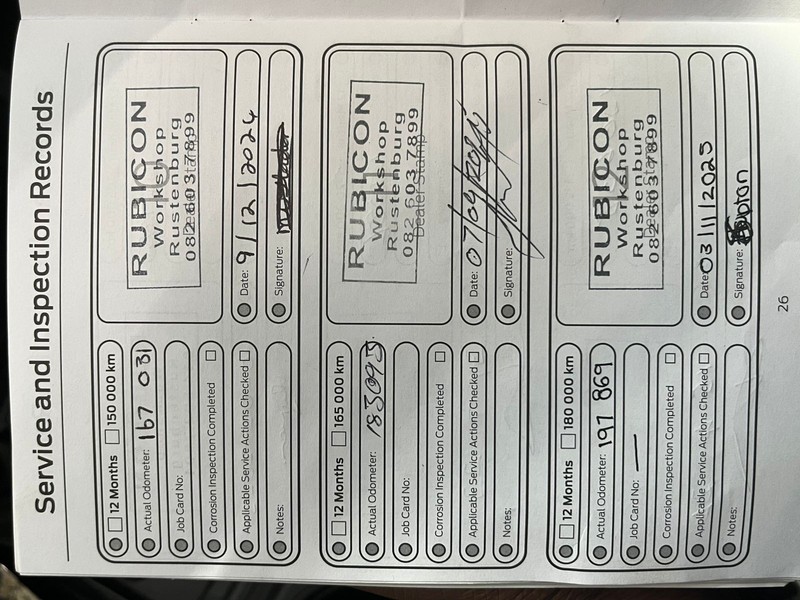 Service and Inspection Records
12 Months 150 000 km
Actual Odometer: 167 031
Job Card No:
Corrosion Inspection Completed
Applicable Service Actions Checked
Notes:
RUBICON
Workshop
Rustenburg
082 603 7899
Dealer Stamp
Date: 9/12/2024
Signature:
12 Months 165 000 km
Actual Odometer: 183095
Job Card No:
Corrosion Inspection Completed
Applicable Service Actions Checked
Notes:
RUBICON
Workshop
Rustenburg
082 603 7899
Dealer Stamp
Date: 07/04/
Signature:
12 Months 180 000 km
Actual Odometer: 197 869
Job Card No: —
Corrosion Inspection Completed
Applicable Service Actions Checked
Notes:
RUBICON
Workshop
Rustenburg
082 603 7899
Dealer Stamp
Date: 03/11/2025
Signature:
26